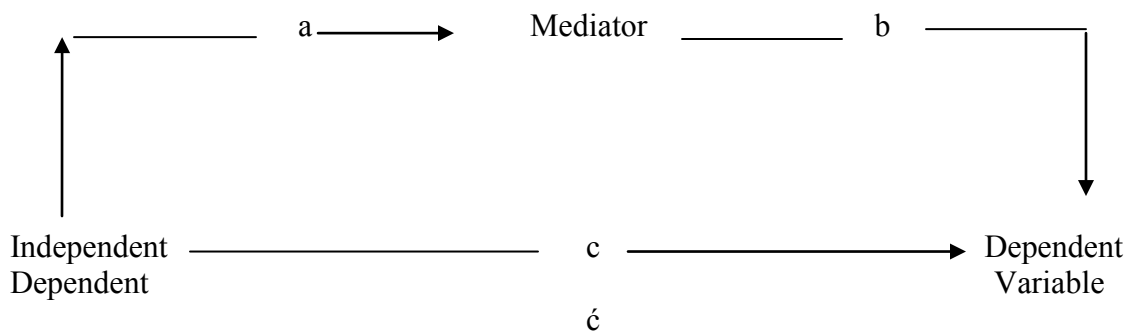 a Mediator b
Independent c Dependent
Dependent Variable
ć